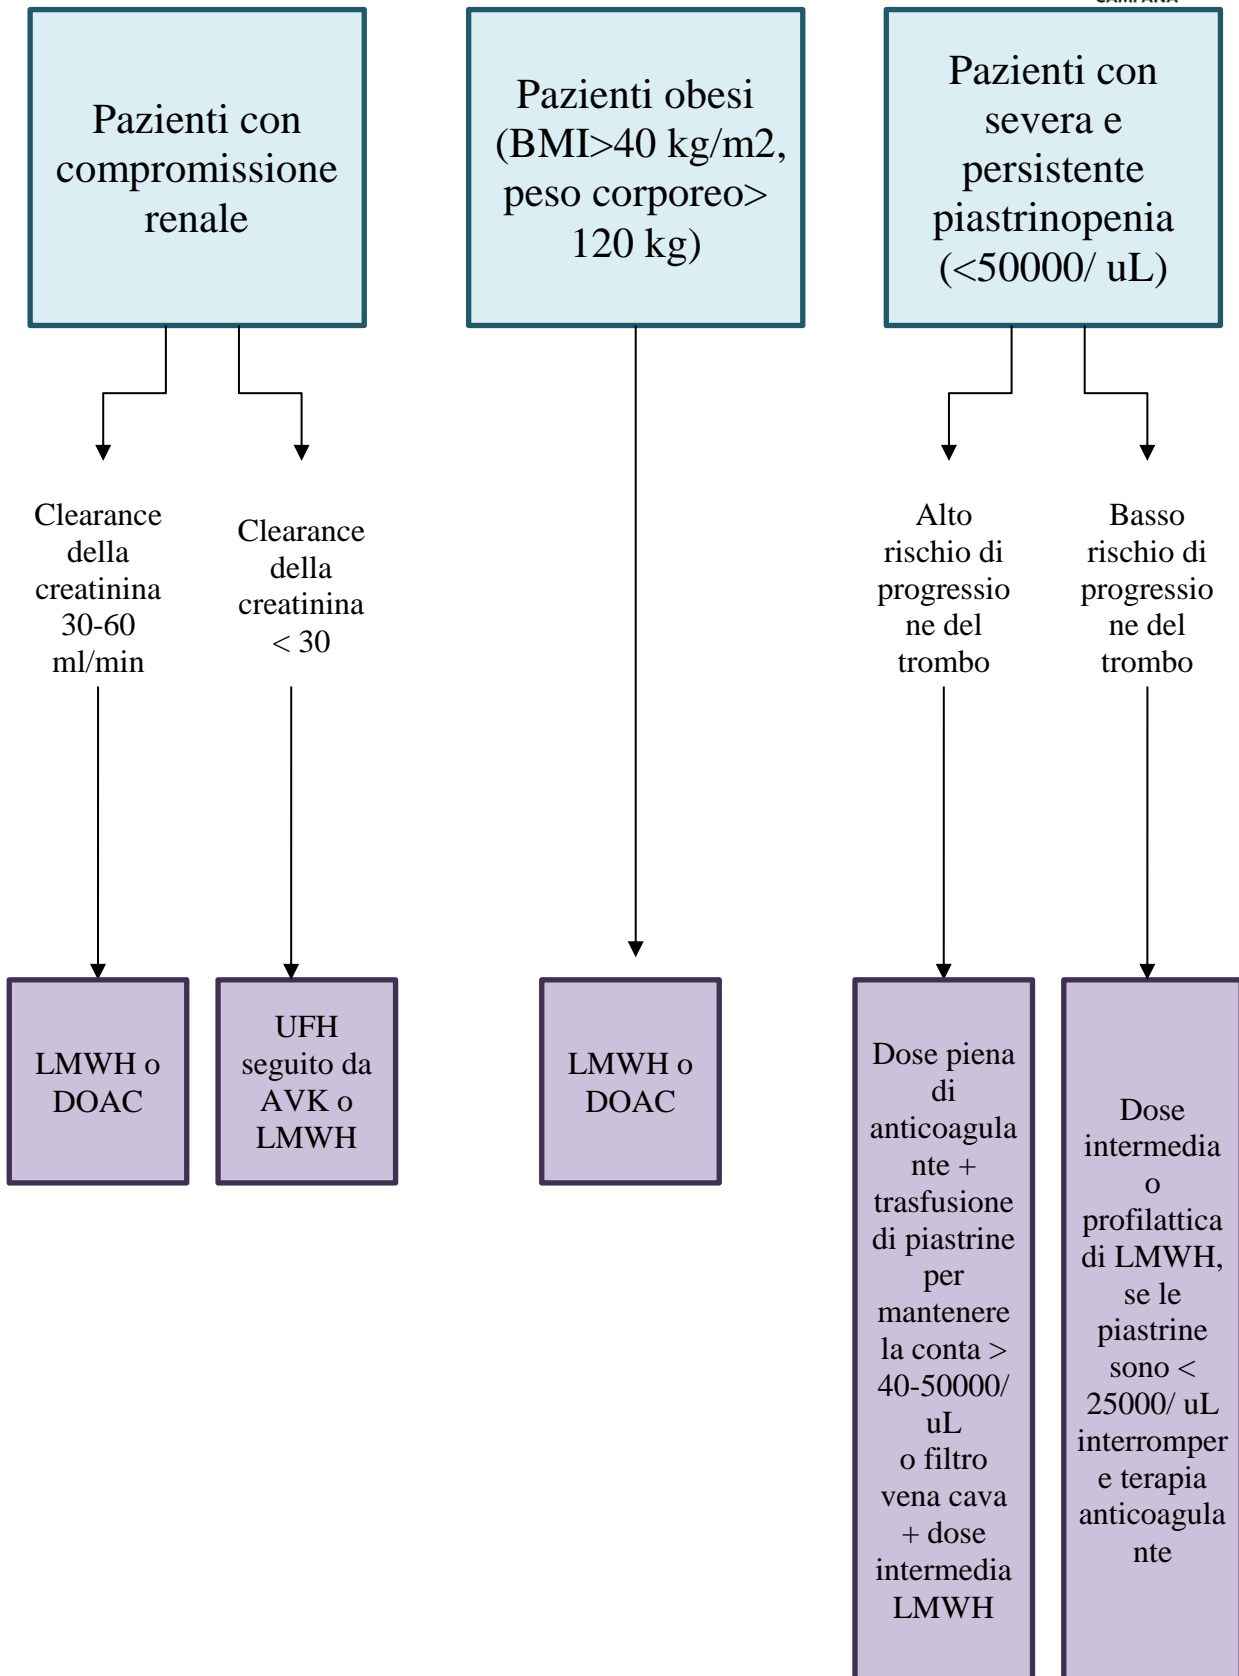 CAMPANA
Pazienti con
compromissione
renale
Pazienti obesi
(BMI>40 kg/m2,
peso corporeo>
120 kg)
Pazienti con
severa e
persistente
piastrinopenia
(<50000/ uL)
Clearance
della
creatinina
30-60
ml/min
Clearance
della
creatinina
< 30
Alto
rischio di
progressio
ne del
trombo
Basso
rischio di
progressio
ne del
trombo
LMWH o
DOAC
UFH
seguito da
AVK o
LMWH
LMWH o
DOAC
Dose piena
di
anticoagula
nte +
trasfusione
di piastrine
per
mantenere
la conta >
40-50000/
uL
o filtro
vena cava
+ dose
intermedia
LMWH
Dose
intermedia
o
profilattica
di LMWH,
se le
piastrine
sono <
25000/ uL
interromper
e terapia
anticoagula
nte